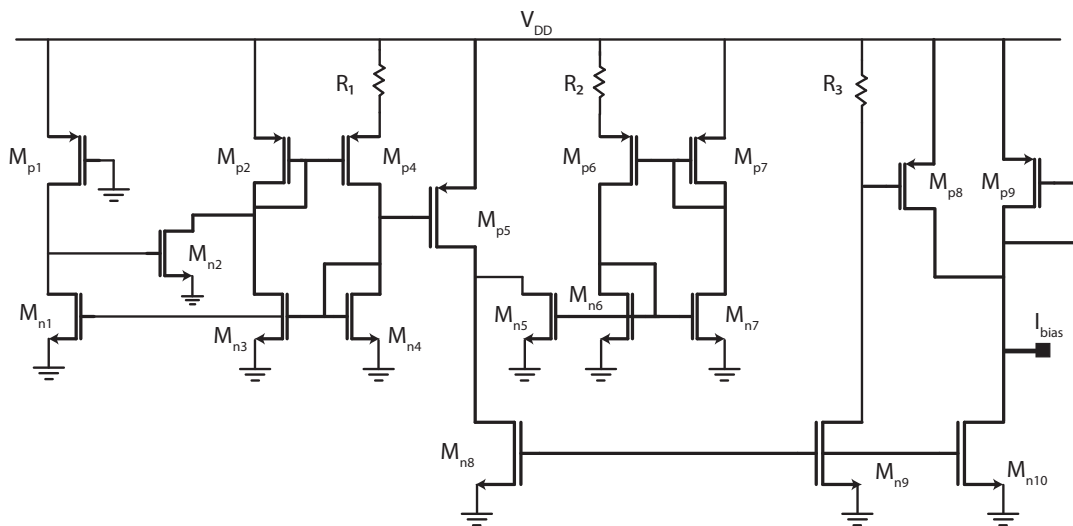 V_DD
R_1
R_2
R_3
M_p1
M_p2
M_p4
M_p5
M_p6
M_p7
M_p8
M_p9
M_n2
M_n1
M_n3
M_n4
M_n5
M_n6
M_n7
I_bias
M_n8
M_n9
M_n10